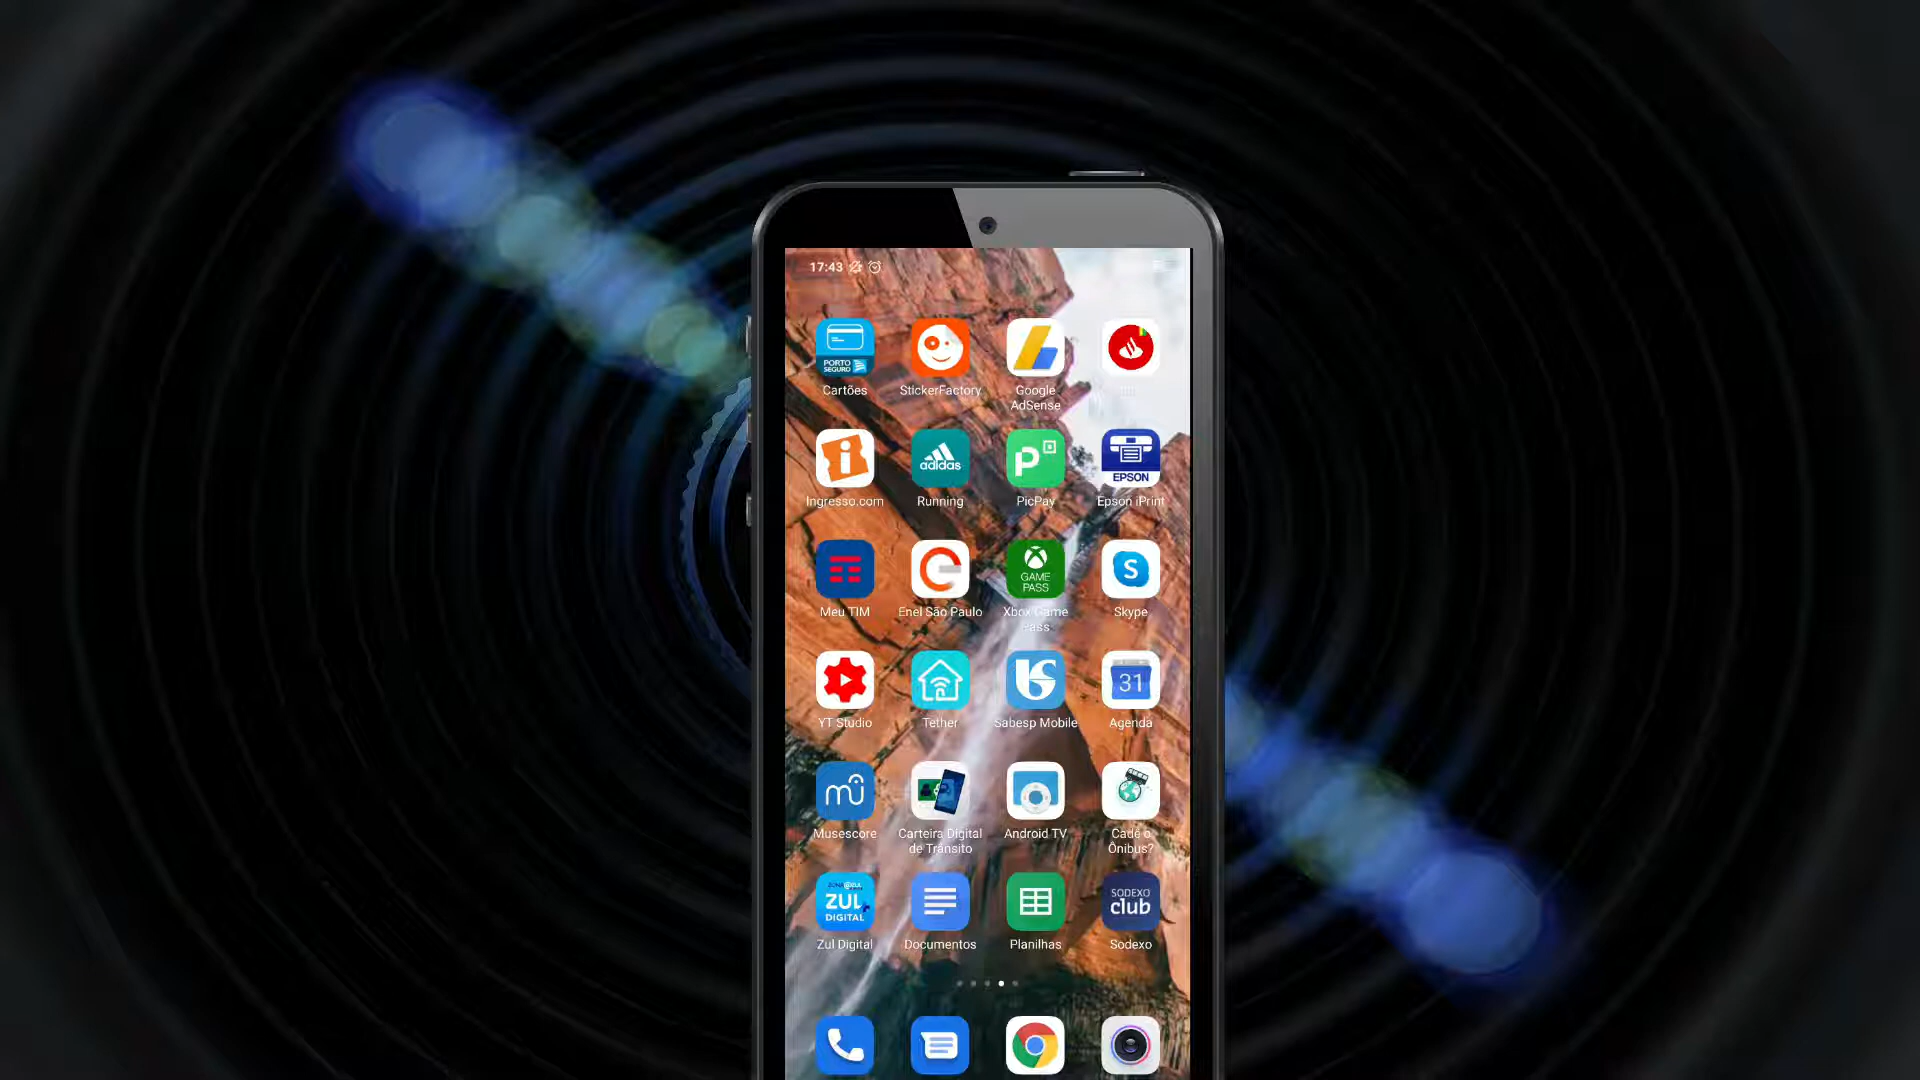 17:43
PORTO
SEGURO
Cartões
StickerFactory
Google
AdSense
Ingresso.com
adidas
Running
PicPay
EPSON
Epson iPrint
Meu TIM
Enel São Paulo
GAME
PASS
Xbox Game
Pass
S
Skype
YT Studio
Tether
Sabesp Mobile
31
Agenda
mu
Musescore
Carteira Digital
de Trânsito
Android TV
Cadê o
Ônibus?
ZUL
DIGITAL
Zul Digital
Documentos
Planilhas
SODEXO
club
Sodexo